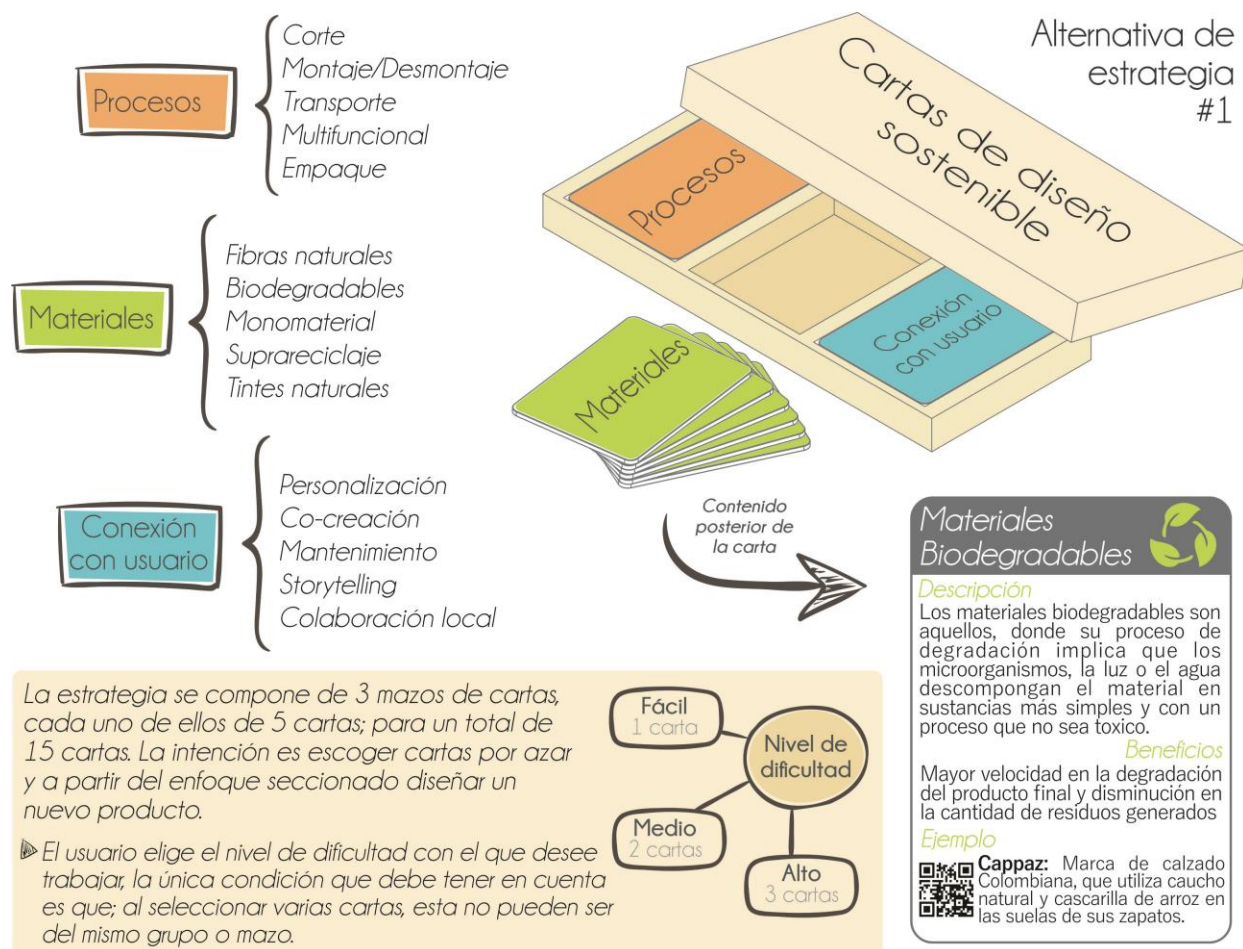 Alternativa de
estrategia
#1
Procesos
Corte
Montaje/Desmontaje
Transporte
Multifuncional
Empaque
Materiales
Fibras naturales
Biodegradables
Monomaterial
Suprareciclaje
Tintes naturales
Conexión
con usuario
Personalización
Co-creación
Mantenimiento
Storytelling
Colaboración local
Cartas de diseño
sostenible
Procesos
Conexión
con usuario
Materiales
Contenido
posterior de
la carta
Materiales
Biodegradables
Descripción
Los materiales biodegradables son
aquellos, donde su proceso de
degradación implica que los
microorganismos, la luz o el agua
descompongan el material en
sustancias más simples y con un
proceso que no sea toxico.
Beneficios
Mayor velocidad en la degradación
del producto final y disminución en
la cantidad de residuos generados
Ejemplo
Cappaz: Marca de calzado
Colombiana, que utiliza caucho
natural y cascarilla de arroz en
las suelas de sus zapatos.
La estrategia se compone de 3 mazos de cartas,
cada uno de ellos de 5 cartas; para un total de
15 cartas. La intención es escoger cartas por azar
y a partir del enfoque seccionado diseñar un
nuevo producto.
El usuario elige el nivel de dificultad con el que desee
trabajar, la única condición que debe tener en cuenta
es que; al seleccionar varias cartas, esta no pueden ser
del mismo grupo o mazo.
Nivel de
dificultad
Fácil
1 carta
Medio
2 cartas
Alto
3 cartas